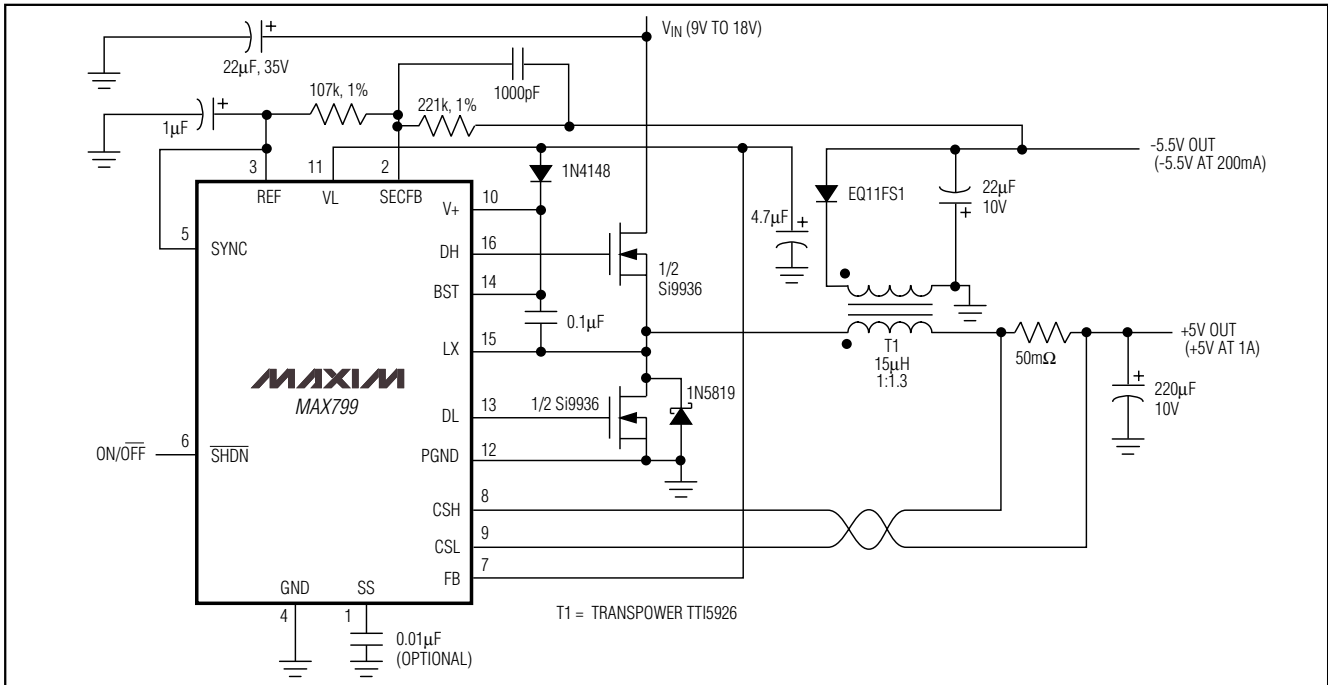 VIN (9V TO 18V)
+
22µF, 35V
107k, 1%
1000pF
221k, 1%
+
1µF
-5.5V OUT
(-5.5V AT 200mA)
3
11
2
1N4148
REF
VL
SECFB
EQ11FS1
22µF
10V
+
4.7µF
+
V+
10
5
SYNC
DH
16
1/2
Si9936
BST
14
0.1µF
LX
15
T1
15µH
1:1.3
50mΩ
+5V OUT
(+5V AT 1A)
+
220µF
10V
MAXIM
MAX799
1N5819
DL
13
1/2 Si9936
ON/OFF
6
SHDN
PGND
12
CSH
8
CSL
9
FB
7
GND
SS
4
1
0.01µF
(OPTIONAL)
T1 = TRANSPOWER TTI5926